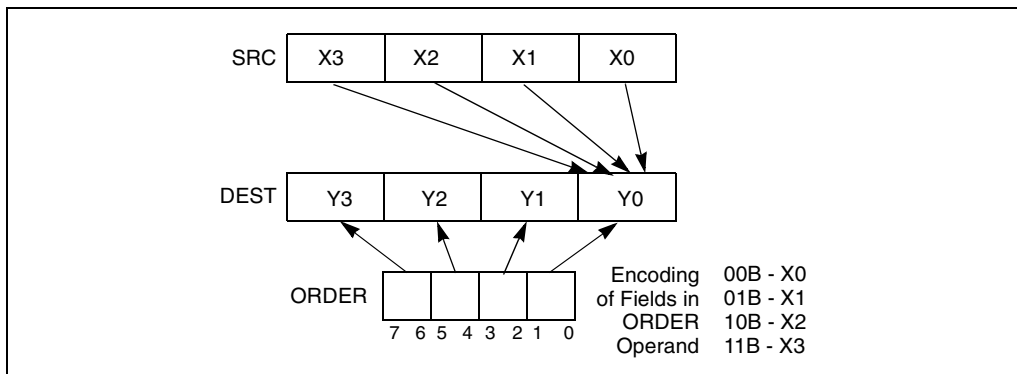 SRC X3 X2 X1 X0
DEST Y3 Y2 Y1 Y0
ORDER
7 6 5 4 3 2 1 0
Encoding 00B - X0
of Fields in 01B - X1
ORDER 10B - X2
Operand 11B - X3